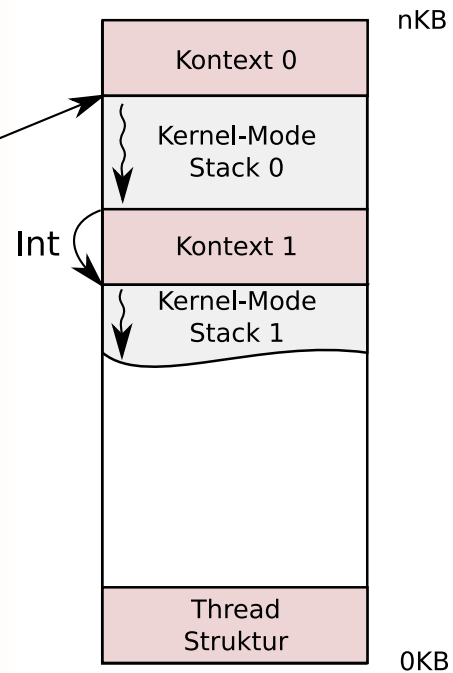 nKB
Kontext 0
Kernel-Mode
Stack 0
Int
Kontext 1
Kernel-Mode
Stack 1
Thread
Struktur
0KB